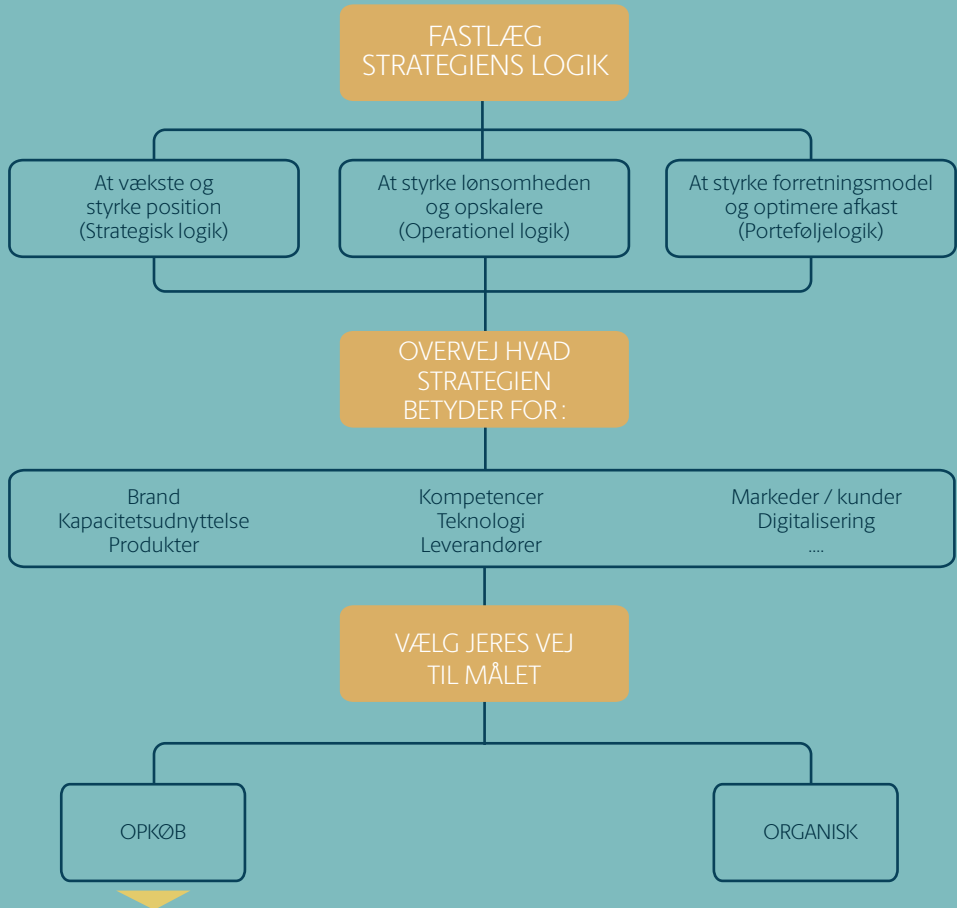 FASTLÆG
STRATEGIENS LOGIK
At vækste og
styrke position
(Strategisk logik)
At styrke lønsomheden
og opskalere
(Operationel logik)
At styrke forretningsmodel
og optimere afkast
(Porteføljelogik)
OVERVEJ HVAD
STRATEGIEN
BETYDER FOR:
Brand
Kapacitetsudnyttelse
Produkter
Kompetencer
Teknologi
Leverandører
Markeder / kunder
Digitalisering
....
VÆLG JERES VEJ
TIL MÅLET
OPKØB
ORGANISK